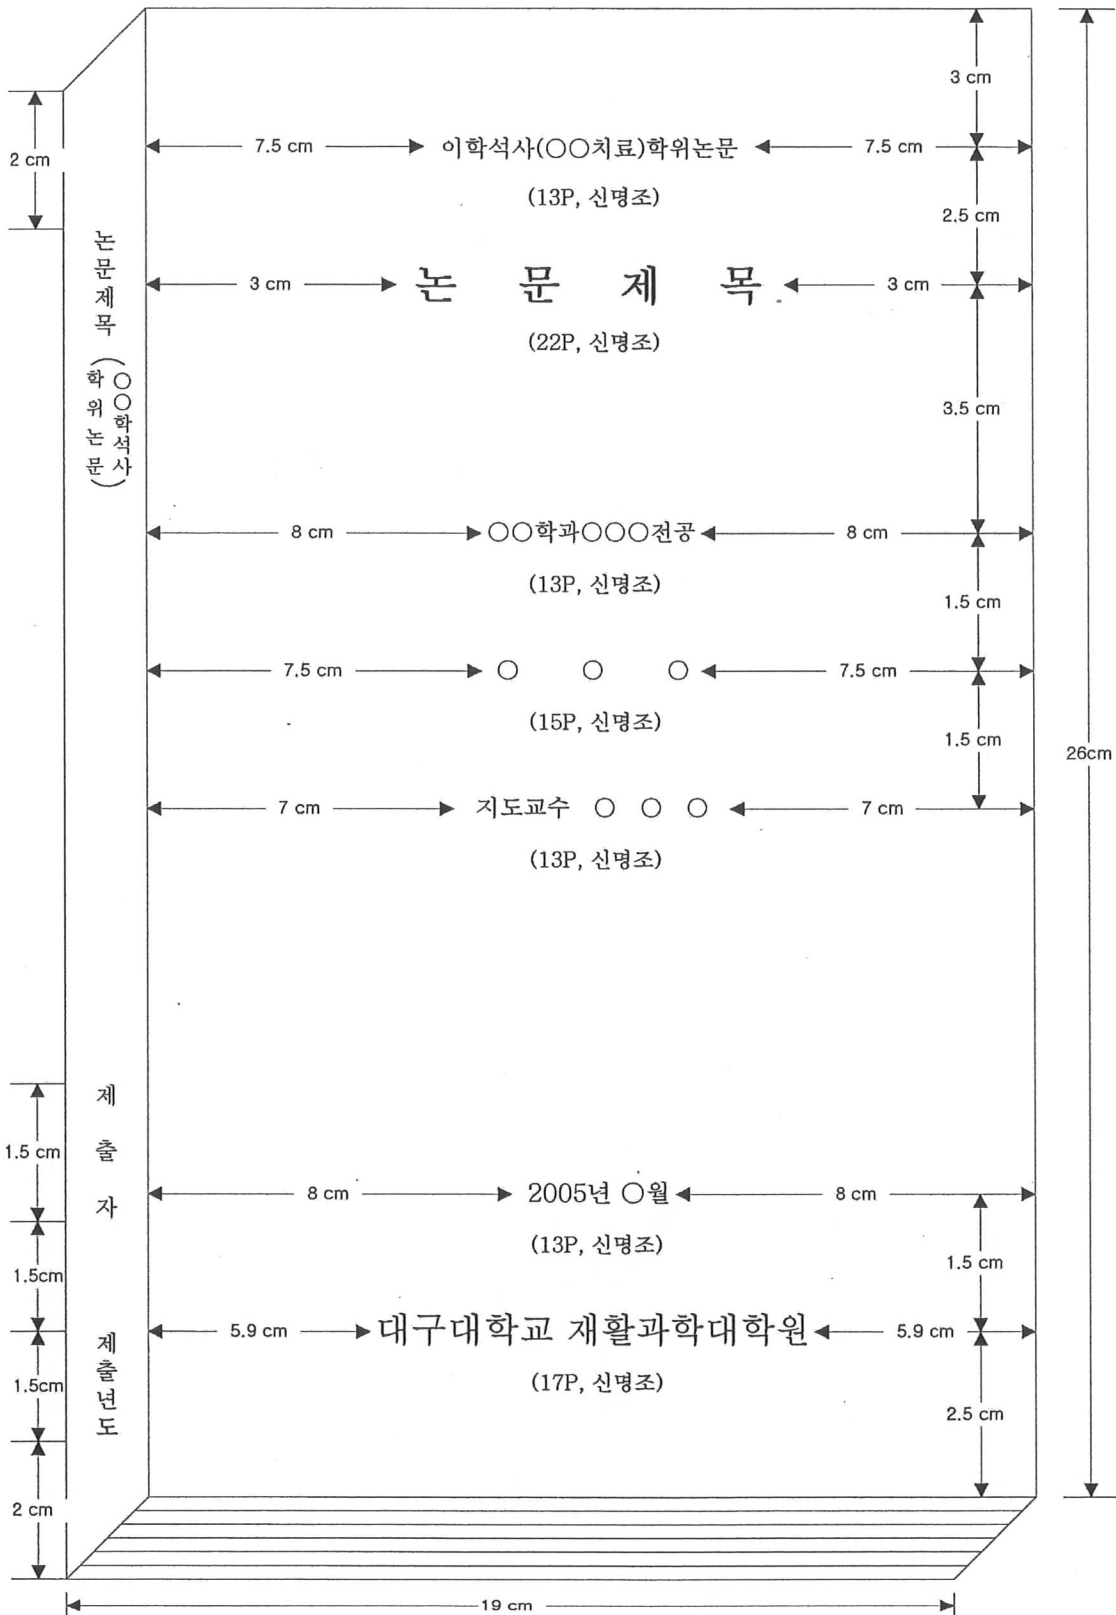 3 cm
2 cm
7.5 cm 이학석사(○○치료)학위논문 7.5 cm
(13P, 신명조)
2.5 cm
3 cm 논 문 제 목 3 cm
(22P, 신명조)
논문제목 (○○학석사학위논문)
3.5 cm
8 cm ○○학과○○○전공 8 cm
(13P, 신명조)
1.5 cm
7.5 cm ○ ○ ○ 7.5 cm
(15P, 신명조)
1.5 cm
26cm
7 cm 지도교수 ○ ○ ○ 7 cm
(13P, 신명조)
제 출 자
1.5 cm
8 cm 2005년 ○월 8 cm
(13P, 신명조)
1.5 cm
1.5cm
5.9 cm 대구대학교 재활과학대학원 5.9 cm
(17P, 신명조)
제출년도
1.5cm
2.5 cm
2 cm
19 cm